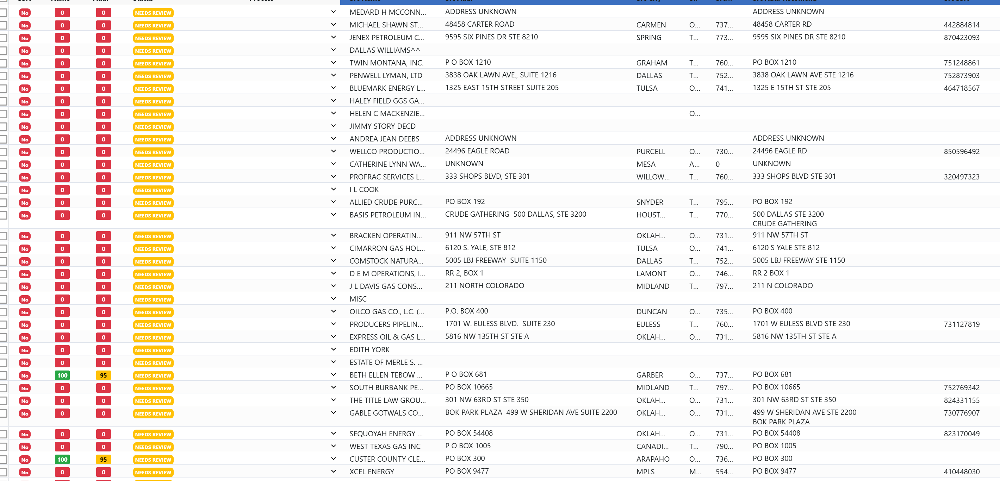 No 0 0 NEEDS REVIEW MEDARD H MCCONN... ADDRESS UNKNOWN ADDRESS UNKNOWN
No 0 0 NEEDS REVIEW MICHAEL SHAWN ST... 48458 CARTER ROAD CARMEN O... 737... 48458 CARTER RD 442884814
No 0 0 NEEDS REVIEW JENEX PETROLEUM C... 9595 SIX PINES DR STE 8210 SPRING T... 773... 9595 SIX PINES DR STE 8210 870423093
No 0 0 NEEDS REVIEW DALLAS WILLIAMS^^
No 0 0 NEEDS REVIEW TWIN MONTANA, INC. P O BOX 1210 GRAHAM T... 760... PO BOX 1210 751248861
No 0 0 NEEDS REVIEW PENWELL LYMAN, LTD 3838 OAK LAWN AVE., SUITE 1216 DALLAS T... 752... 3838 OAK LAWN AVE STE 1216 752873903
No 0 0 NEEDS REVIEW BLUEMARK ENERGY L... 1325 EAST 15TH STREET SUITE 205 TULSA O... 741... 1325 E 15TH ST STE 205 464718567
No 0 0 NEEDS REVIEW HALEY FIELD GGS GA...
No 0 0 NEEDS REVIEW HELEN C MACKENZIE... O...
No 0 0 NEEDS REVIEW JIMMY STORY DECD
No 0 0 NEEDS REVIEW ANDREA JEAN DEEBS ADDRESS UNKNOWN ADDRESS UNKNOWN
No 0 0 NEEDS REVIEW WELLCO PRODUCTIO... 24496 EAGLE ROAD PURCELL O... 730... 24496 EAGLE RD 850596492
No 0 0 NEEDS REVIEW CATHERINE LYNN WA... UNKNOWN MESA A... 0 UNKNOWN
No 0 0 NEEDS REVIEW PROFRAC SERVICES L... 333 SHOPS BLVD, STE 301 WILLOW... T... 760... 333 SHOPS BLVD STE 301 320497323
No 0 0 NEEDS REVIEW I L COOK
No 0 0 NEEDS REVIEW ALLIED CRUDE PURC... PO BOX 192 SNYDER T... 795... PO BOX 192
No 0 0 NEEDS REVIEW BASIS PETROLEUM IN... CRUDE GATHERING 500 DALLAS, STE 3200 HOUST... T... 770... 500 DALLAS STE 3200
CRUDE GATHERING
No 0 0 NEEDS REVIEW BRACKEN OPERATIN... 911 NW 57TH ST OKLAH... O... 731... 911 NW 57TH ST
No 0 0 NEEDS REVIEW CIMARRON GAS HOL... 6120 S. YALE, STE 812 TULSA O... 741... 6120 S YALE STE 812
No 0 0 NEEDS REVIEW COMSTOCK NATURA... 5005 LBJ FREEWAY SUITE 1150 DALLAS T... 752... 5005 LBJ FREEWAY STE 1150
No 0 0 NEEDS REVIEW D E M OPERATIONS, I... RR 2, BOX 1 LAMONT O... 746... RR 2 BOX 1
No 0 0 NEEDS REVIEW J L DAVIS GAS CONS... 211 NORTH COLORADO MIDLAND T... 797... 211 N COLORADO
No 0 0 NEEDS REVIEW MISC
No 0 0 NEEDS REVIEW OILCO GAS CO., L.C. (... P.O. BOX 400 DUNCAN O... 735... PO BOX 400
No 0 0 NEEDS REVIEW PRODUCERS PIPELIN... 1701 W. EULESS BLVD. SUITE 230 EULESS T... 760... 1701 W EULESS BLVD STE 230 731127819
No 0 0 NEEDS REVIEW EXPRESS OIL & GAS L... 5816 NW 135TH ST STE A OKLAH... O... 731... 5816 NW 135TH ST STE A
No 0 0 NEEDS REVIEW EDITH YORK
No 0 0 NEEDS REVIEW ESTATE OF MERLE S. ...
No 100 95 NEEDS REVIEW BETH ELLEN TEBOW ... P O BOX 681 GARBER O... 737... PO BOX 681
No 0 0 NEEDS REVIEW SOUTH BURBANK PE... PO BOX 10665 MIDLAND T... 797... PO BOX 10665 752769342
No 0 0 NEEDS REVIEW THE TITLE LAW GROU... 301 NW 63RD ST STE 350 OKLAH... O... 731... 301 NW 63RD ST STE 350 824331155
No 0 0 NEEDS REVIEW GABLE GOTWALS CO... BOK PARK PLAZA 499 W SHERIDAN AVE SUITE 2200 OKLAH... O... 731... 499 W SHERIDAN AVE STE 2200 730776907
BOK PARK PLAZA
No 0 0 NEEDS REVIEW SEQUOYAH ENERGY ... PO BOX 54408 OKLAH... O... 731... PO BOX 54408 823170049
No 0 0 NEEDS REVIEW WEST TEXAS GAS INC P O BOX 1005 CANADI... T... 790... PO BOX 1005
No 100 95 NEEDS REVIEW CUSTER COUNTY CLE... PO BOX 300 ARAPAHO O... 736... PO BOX 300
No 0 0 NEEDS REVIEW XCEL ENERGY PO BOX 9477 MPLS M... 554... PO BOX 9477 410448030